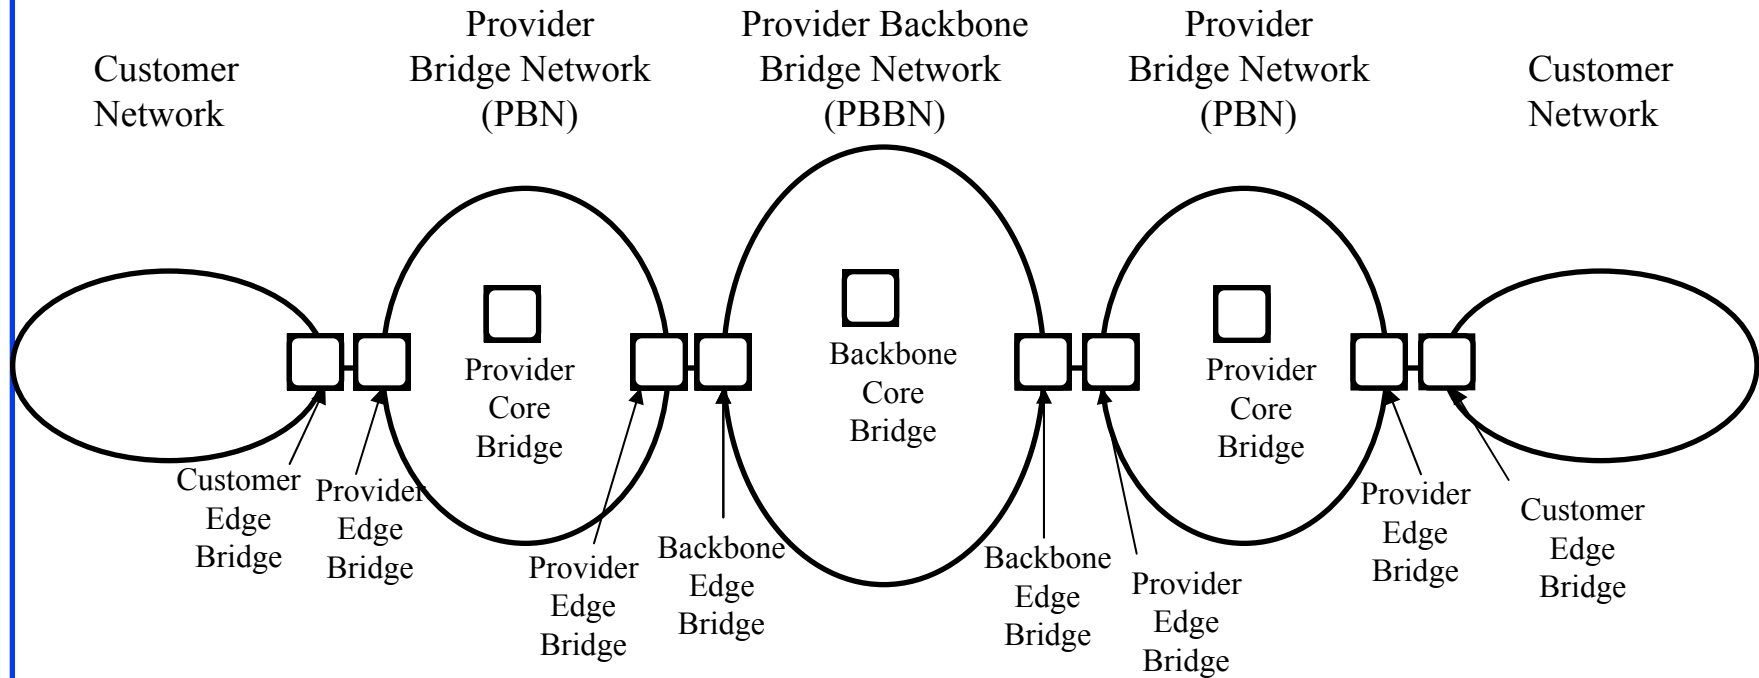 Customer
Network
Provider
Bridge Network
(PBN)
Provider Backbone
Bridge Network
(PBBN)
Provider
Bridge Network
(PBN)
Customer
Network
Provider
Core
Bridge
Backbone
Core
Bridge
Provider
Core
Bridge
Customer
Edge
Bridge
Provider
Edge
Bridge
Provider
Edge
Bridge
Backbone
Edge
Bridge
Backbone
Edge
Bridge
Provider
Edge
Bridge
Provider
Edge
Bridge
Customer
Edge
Bridge